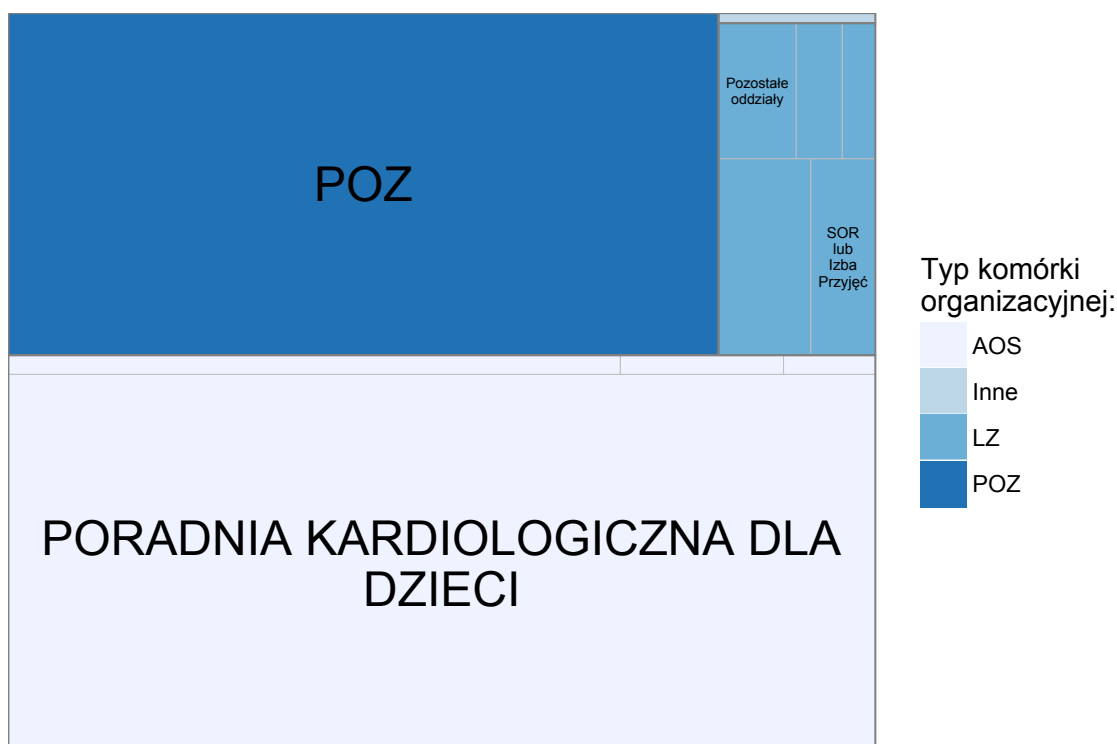 POZ
Pozostałe
oddziały
SOR
lub
Izba
Przyjęć
PORADNIA KARDIOLOGICZNA DLA
DZIECI
Typ komórki
organizacyjnej:
AOS
Inne
LZ
POZ